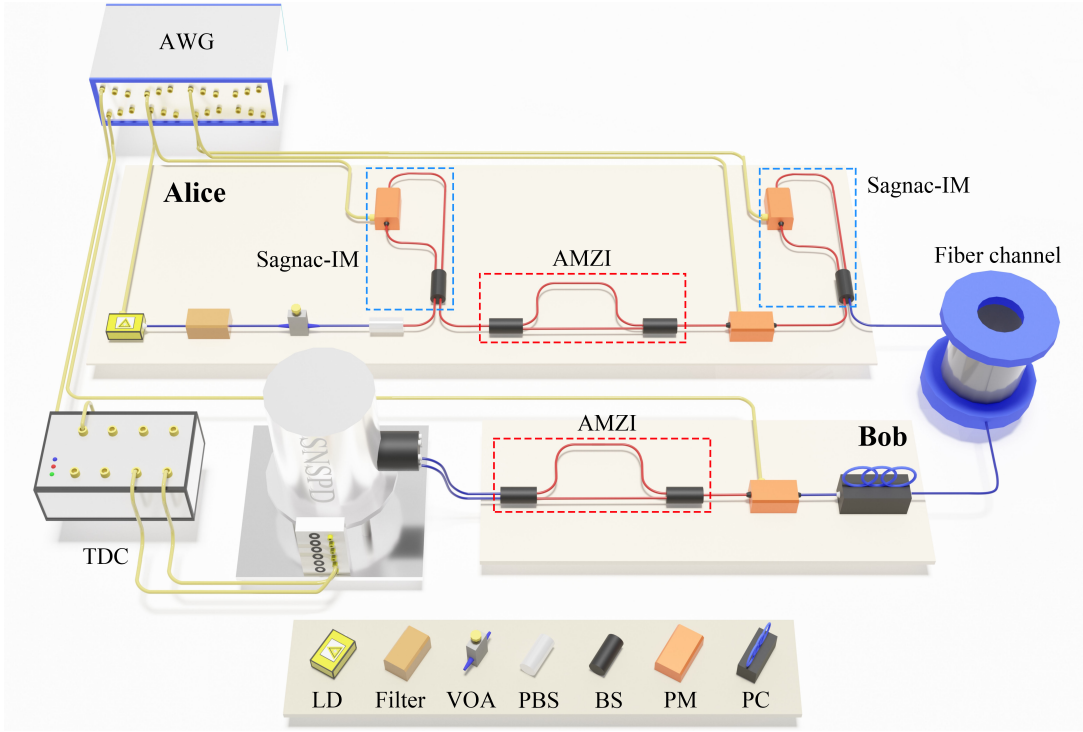 AWG
Alice
Sagnac-IM
Sagnac-IM
AMZI
Fiber channel
AMZI
Bob
SNSPD
TDC
LD
Filter
VOA
PBS
BS
PM
PC